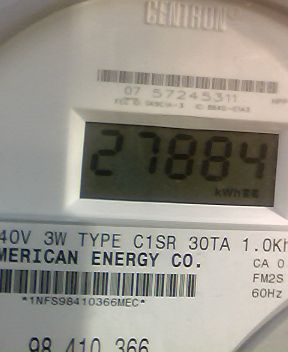 CENTRON®
07 57245311
27884
kWh
40V 3W TYPE C1SR 30TA 1.0Kh
MERICAN ENERGY CO.
CA 0
FM2S
*1NFS98410366MEC*
60Hz
98 410 366